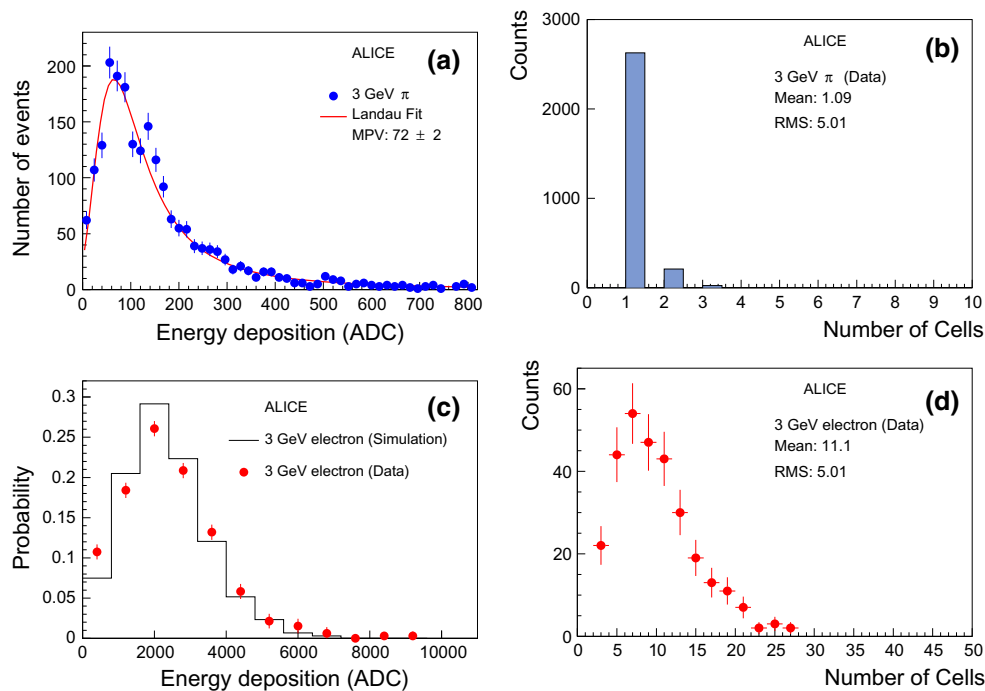 ALICE
(a)
3 GeV π
Landau Fit
MPV: 72 ± 2
Number of events
200
150
100
50
0
0 100 200 300 400 500 600 700 800
Energy deposition (ADC)
ALICE
(b)
3 GeV π (Data)
Mean: 1.09
RMS: 5.01
Counts
3000
2000
1000
0
0 1 2 3 4 5 6 7 8 9 10
Number of Cells
ALICE
(c)
3 GeV electron (Simulation)
3 GeV electron (Data)
Probability
0.3
0.25
0.2
0.15
0.1
0.05
0
0 2000 4000 6000 8000 10000
Energy deposition (ADC)
ALICE
(d)
3 GeV electron (Data)
Mean: 11.1
RMS: 5.01
Counts
60
40
20
0
0 5 10 15 20 25 30 35 40 45 50
Number of Cells